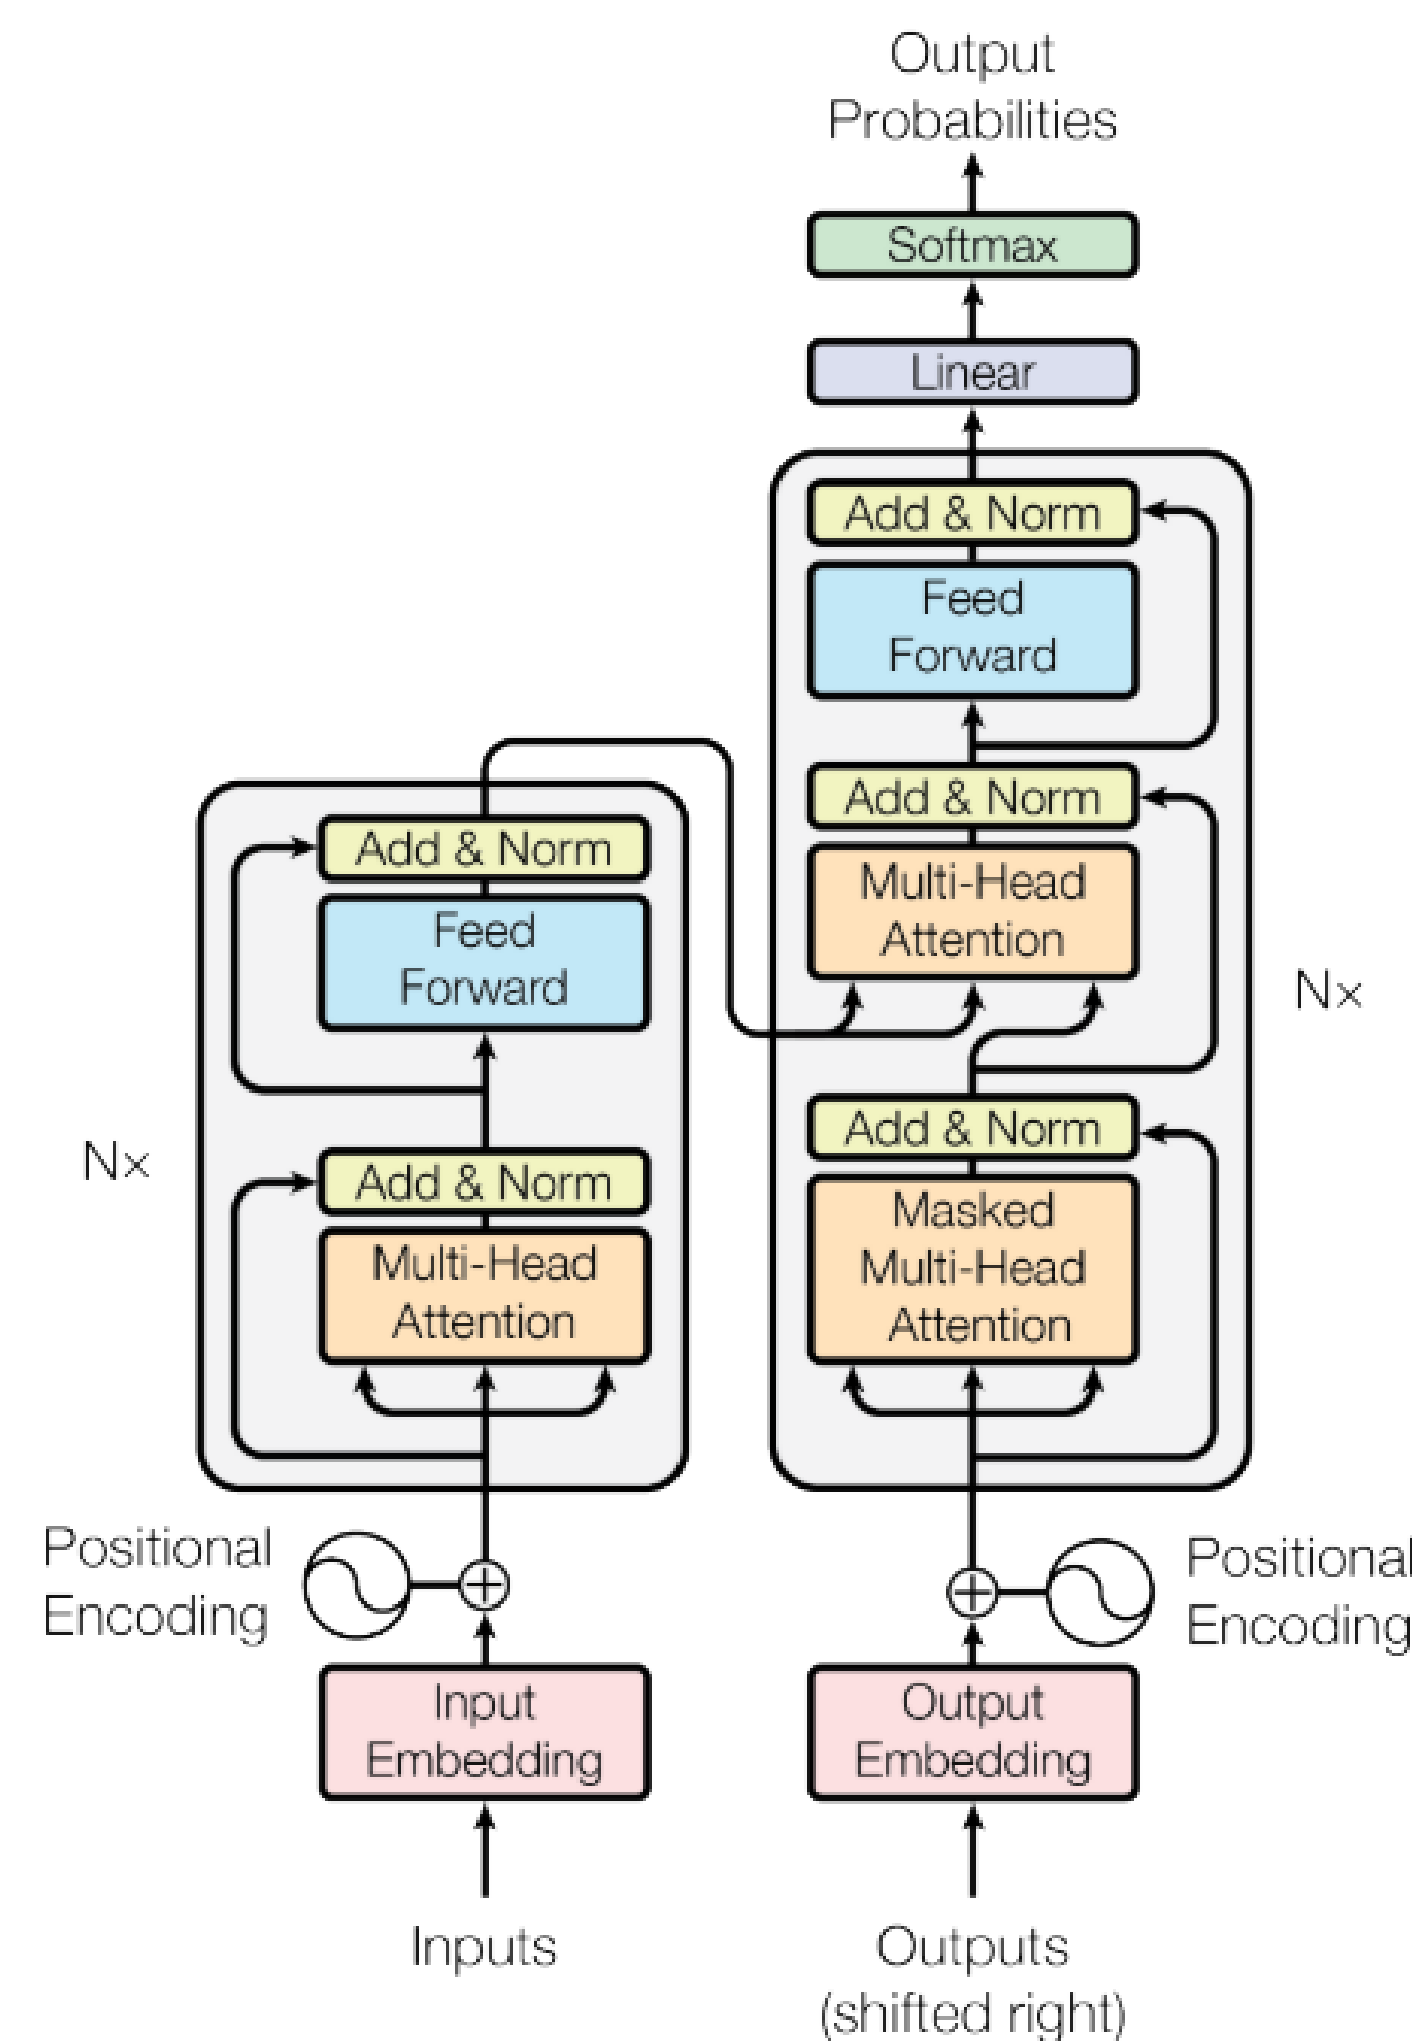 Output
Probabilities
Softmax
Linear
Add & Norm
Feed
Forward
Add & Norm
Multi-Head
Attention
Nx
Add & Norm
Masked
Multi-Head
Attention
Add & Norm
Feed
Forward
Nx
Add & Norm
Multi-Head
Attention
Positional
Encoding
Positional
Encoding
Input
Embedding
Output
Embedding
Inputs
Outputs
(shifted right)